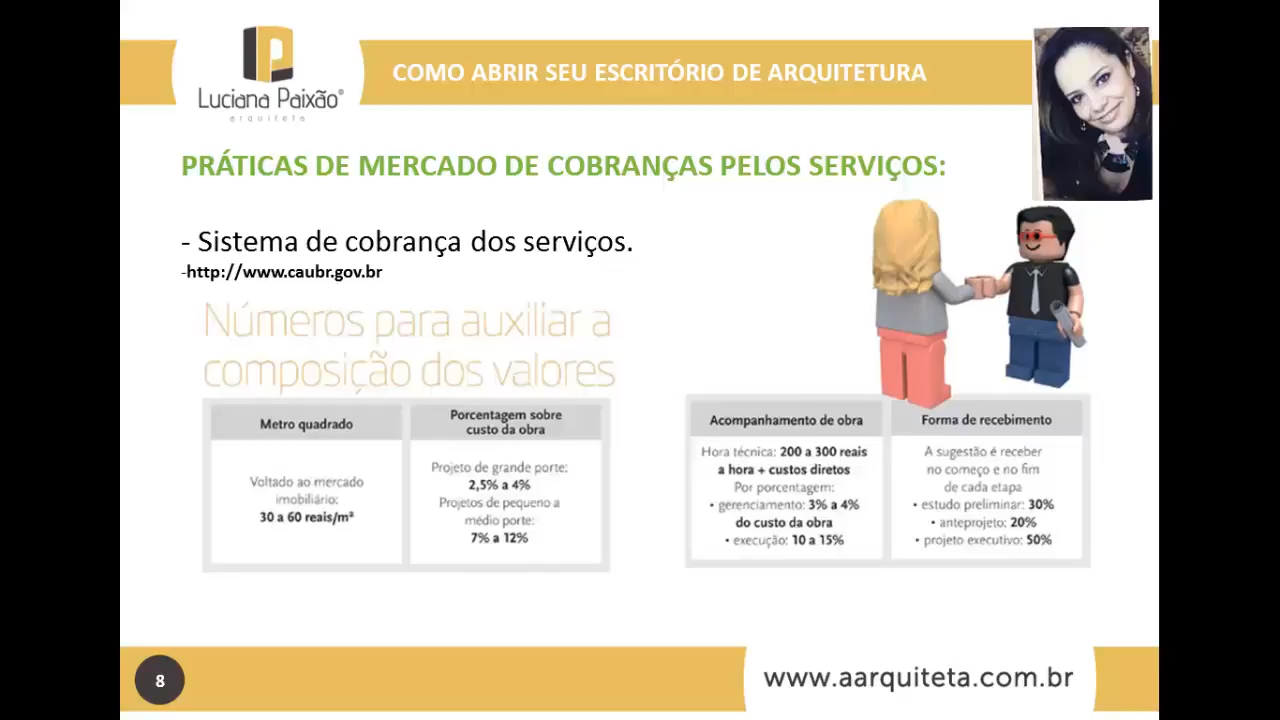 Luciana Paixão®
arquiteta
COMO ABRIR SEU ESCRITÓRIO DE ARQUITETURA
PRÁTICAS DE MERCADO DE COBRANÇAS PELOS SERVIÇOS:
- Sistema de cobrança dos serviços.
-http://www.caubr.gov.br
Números para auxiliar a
composição dos valores
Metro quadrado
Voltado ao mercado
imobiliário:
30 a 60 reais/m²
Porcentagem sobre
custo da obra
Projeto de grande porte:
2,5% a 4%
Projetos de pequeno a
médio porte:
7% a 12%
Acompanhamento de obra
Hora técnica: 200 a 300 reais
a hora + custos diretos
Por porcentagem:
• gerenciamento: 3% a 4%
do custo da obra
• execução: 10 a 15%
Forma de recebimento
A sugestão é receber
no começo e no fim
de cada etapa
• estudo preliminar: 30%
• anteprojeto: 20%
• projeto executivo: 50%
8
www.aarquiteta.com.br